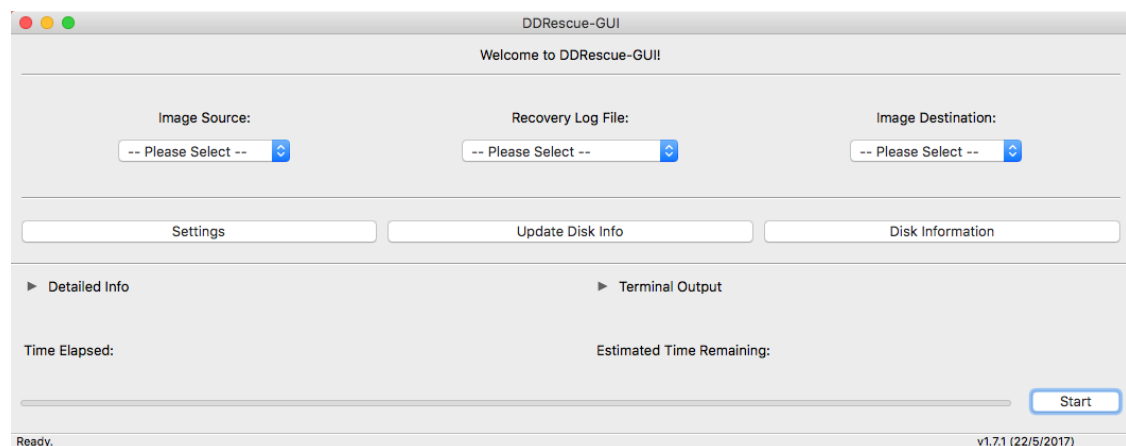 DDRescue-GUI
Welcome to DDRescue-GUI!
Image Source: Recovery Log File: Image Destination:
-- Please Select -- -- Please Select -- -- Please Select --
Settings Update Disk Info Disk Information
Detailed Info Terminal Output
Time Elapsed: Estimated Time Remaining:
Start
Ready. v1.7.1 (22/5/2017)